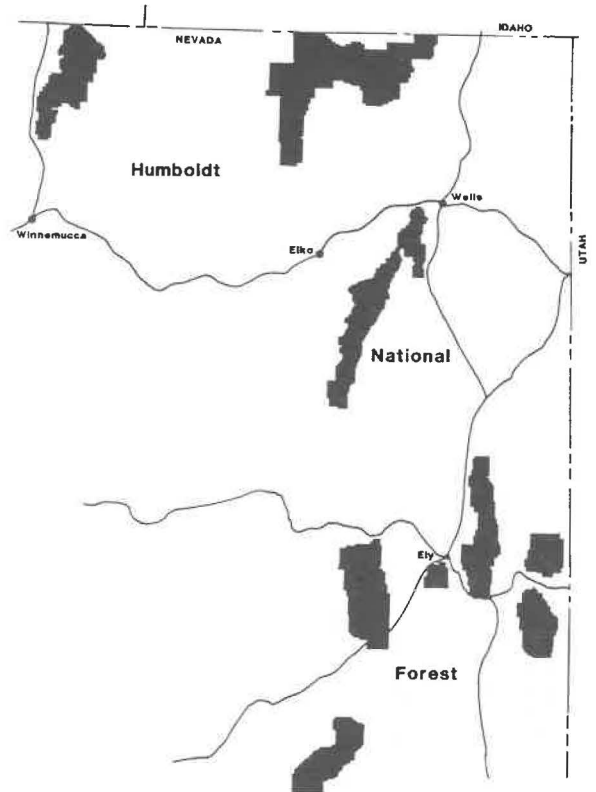 IDAHO
NEVADA
Humboldt
Wells
Winnemucca
Elko
UTAH
National
Ely
Forest